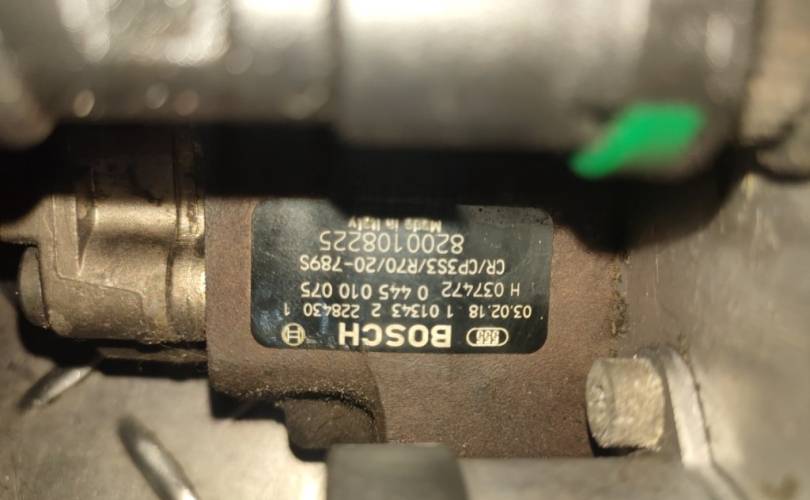 555 BOSCH
03.02.18 1 01343 2 228430 1
H 037472 0 445 010 075
CR/CP3S3/R70/20-789S
8200108225
Made in Italy